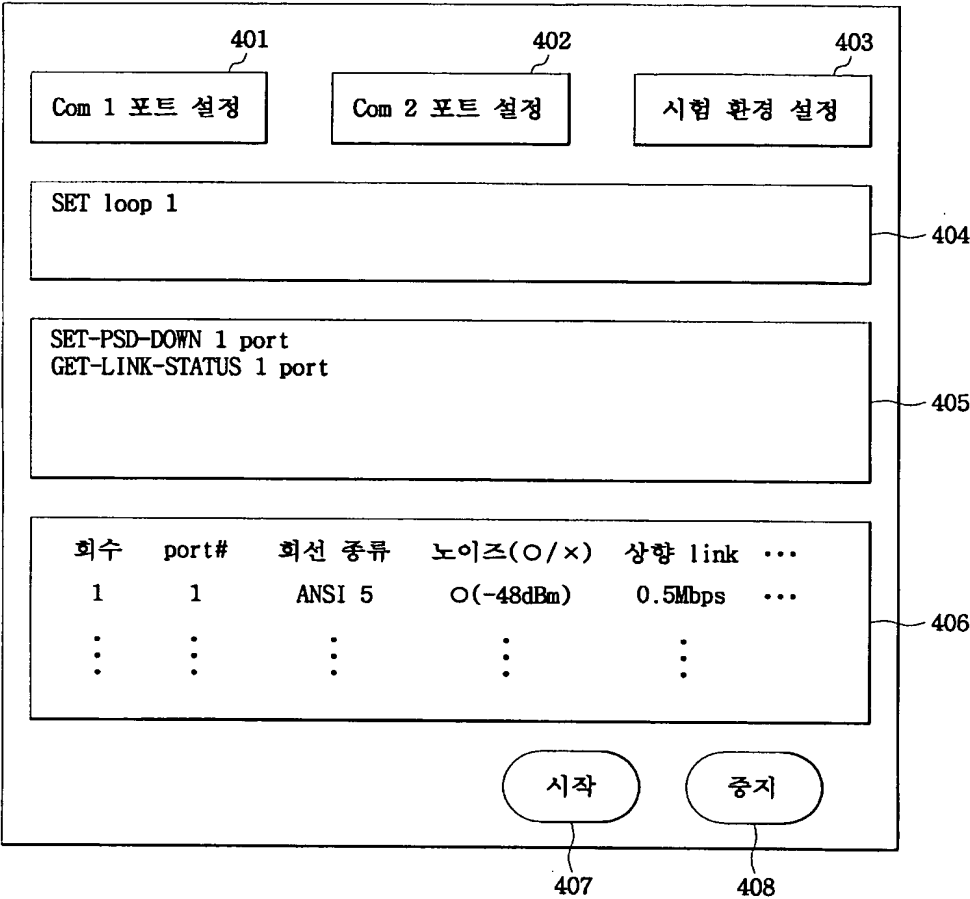 401 402 403
Com 1 포트 설정 Com 2 포트 설정 시험 환경 설정
SET loop 1
404
SET-PSD-DOWN 1 port
GET-LINK-STATUS 1 port
405
회수 port# 회선 종류 노이즈(○/×) 상향 link ···
1 1 ANSI 5 ○(-48dBm) 0.5Mbps ···
406
시작 중지
407 408